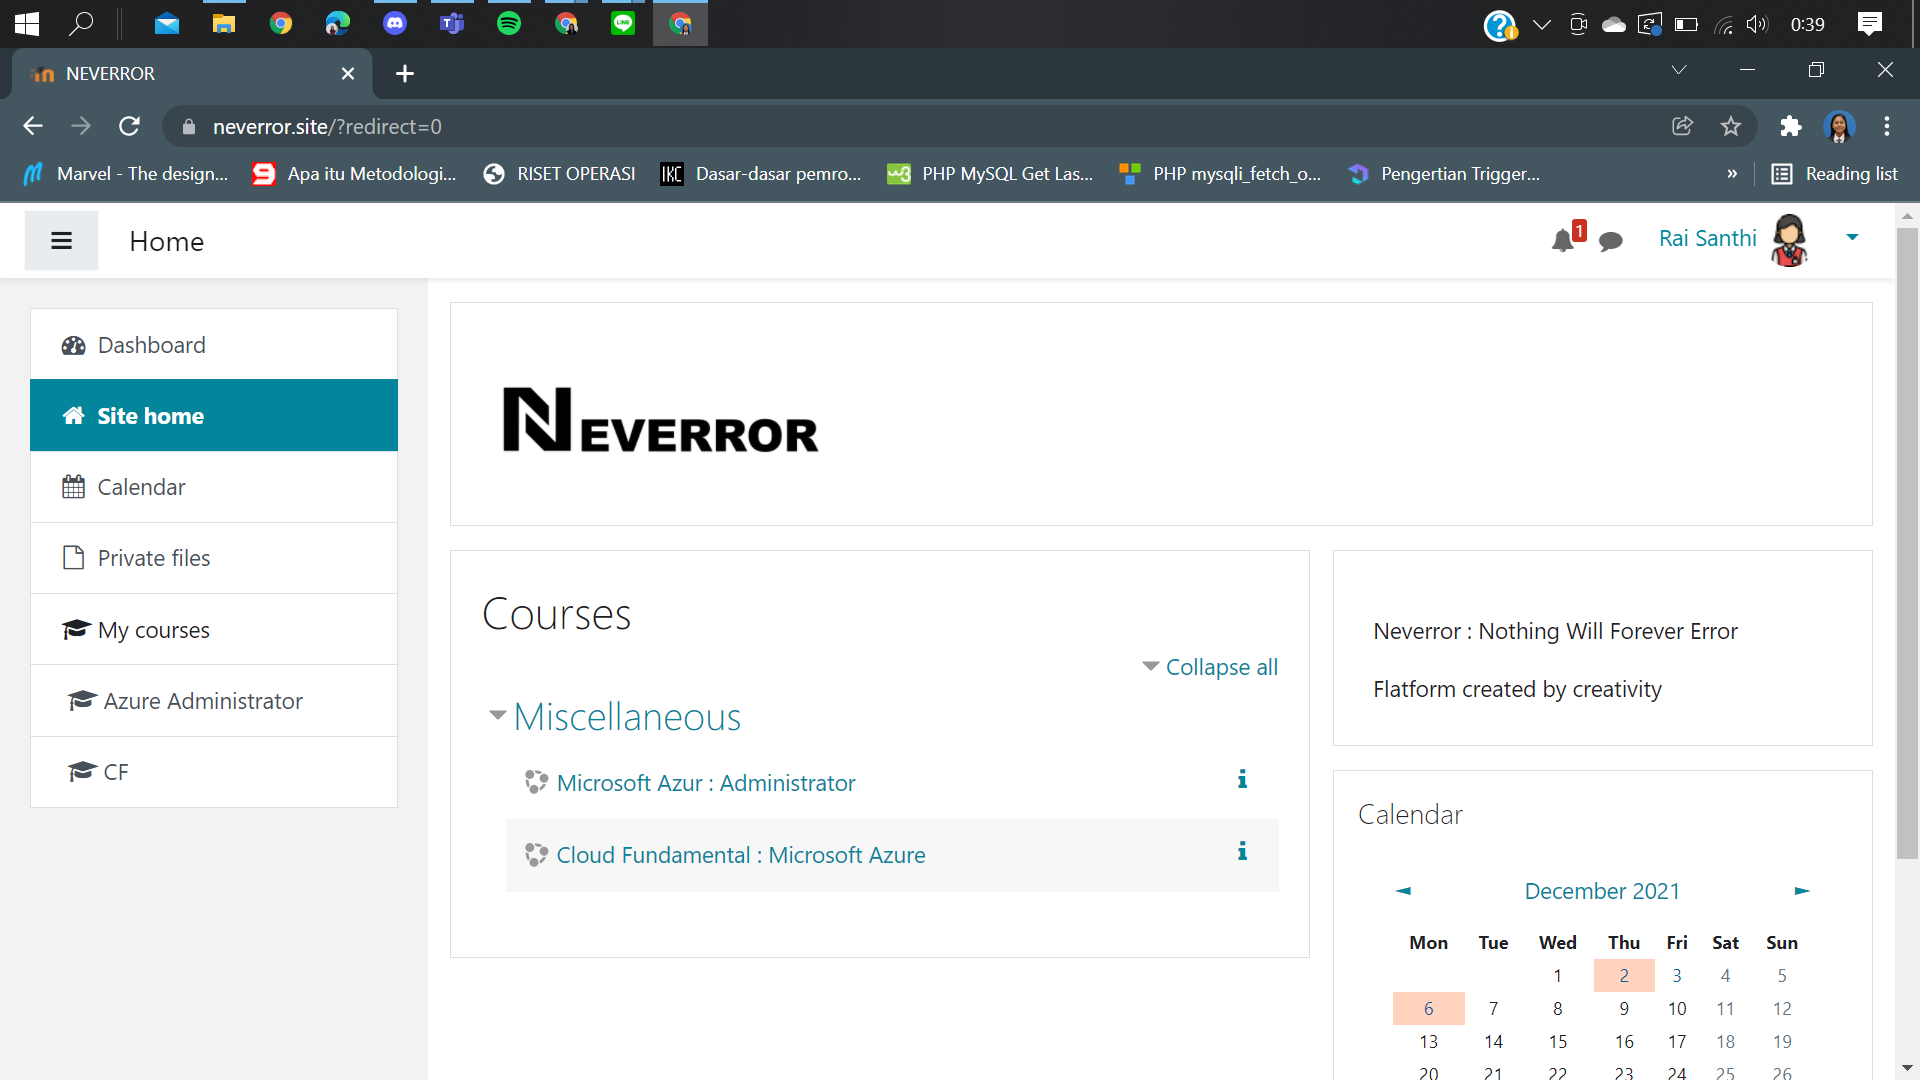 0:39
NEVERROR
neverror.site/?redirect=0
Marvel - The design...
Apa itu Metodologi...
RISET OPERASI
IKC
Dasar-dasar pemro...
PHP MySQL Get Las...
PHP mysqli_fetch_o...
Pengertian Trigger...
»
Reading list
Home
1
Rai Santhi
Dashboard
Site home
Calendar
Private files
My courses
Azure Administrator
CF
NEVERROR
Courses
Collapse all
Miscellaneous
Microsoft Azur : Administrator
Cloud Fundamental : Microsoft Azure
Neverror : Nothing Will Forever Error
Flatform created by creativity
Calendar
◄ December 2021 ►
Mon Tue Wed Thu Fri Sat Sun
1 2 3 4 5
6 7 8 9 10 11 12
13 14 15 16 17 18 19
20 21 22 23 24 25 26